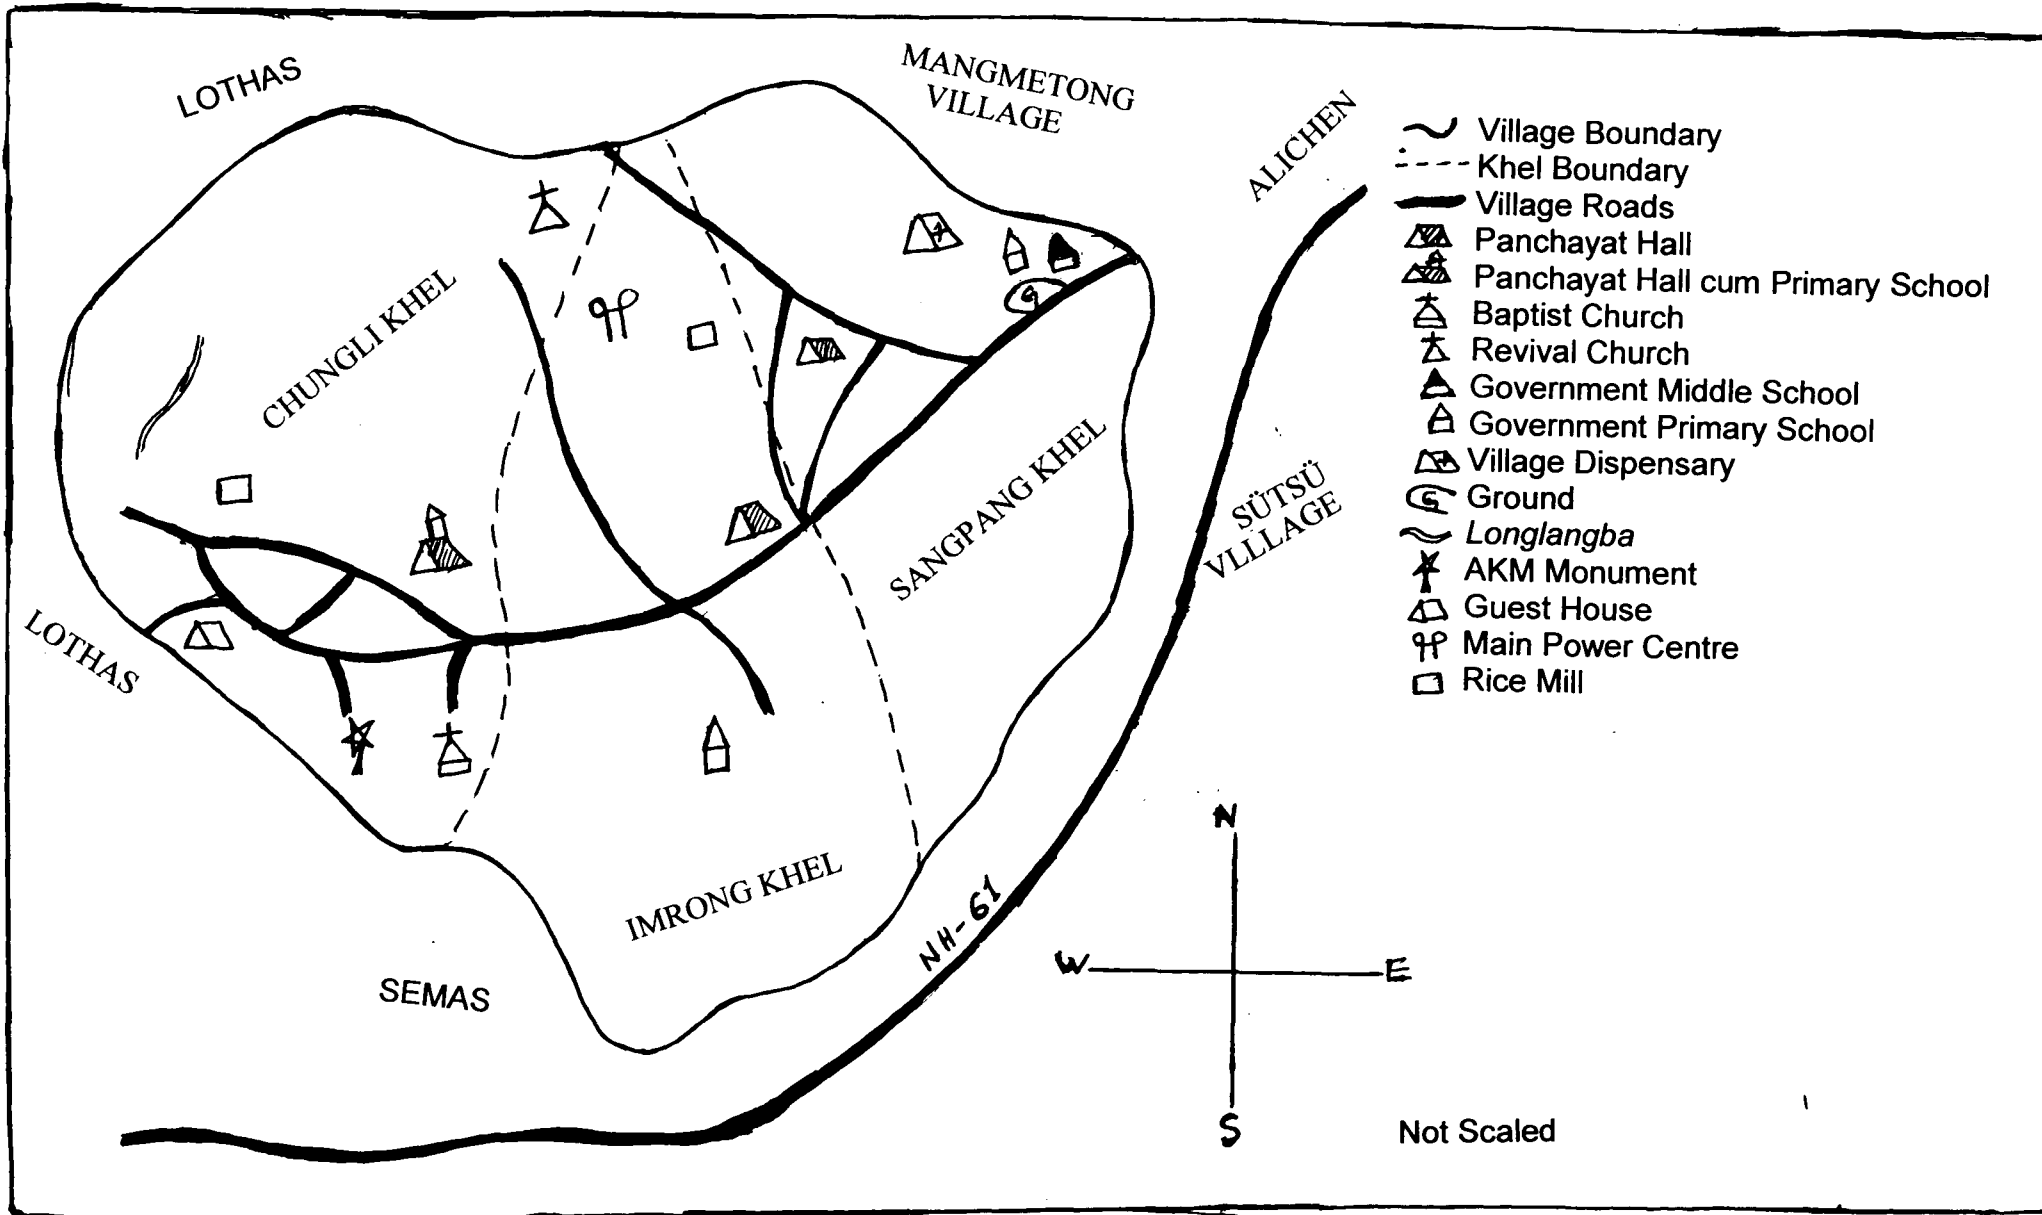 LOTHAS
MANGMETONG
VILLAGE
ALICHEN
CHUNGLI KHEL
G
SANGPANG KHEL
SÜTSÜ
VLLLAGE
LOTHAS
IMRONG KHEL
SEMAS
NH-61
Village Boundary
Khel Boundary
Village Roads
Panchayat Hall
Panchayat Hall cum Primary School
Baptist Church
Revival Church
Government Middle School
Government Primary School
Village Dispensary
G Ground
Longlangba
AKM Monument
Guest House
Main Power Centre
Rice Mill
N
W
E
S
Not Scaled